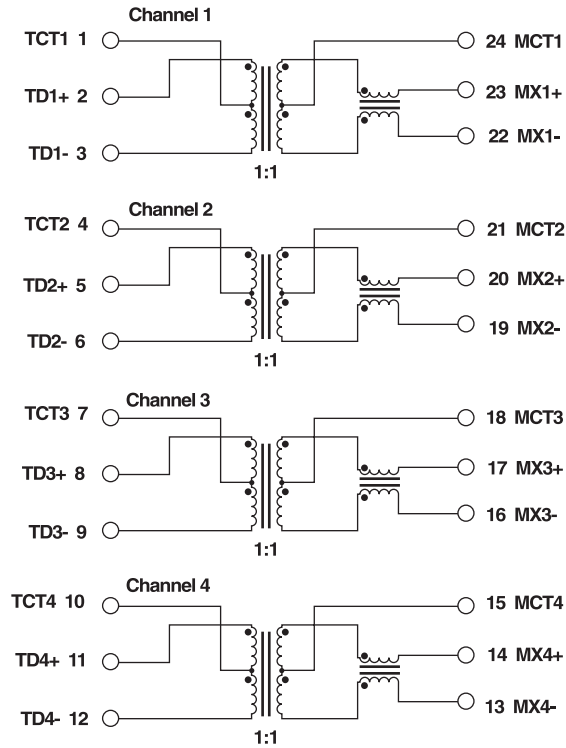 Channel 1
TCT1 1
24 MCT1
TD1+ 2
23 MX1+
22 MX1-
TD1- 3
1:1
Channel 2
TCT2 4
21 MCT2
TD2+ 5
20 MX2+
19 MX2-
TD2- 6
1:1
Channel 3
TCT3 7
18 MCT3
TD3+ 8
17 MX3+
16 MX3-
TD3- 9
1:1
Channel 4
TCT4 10
15 MCT4
TD4+ 11
14 MX4+
13 MX4-
TD4- 12
1:1